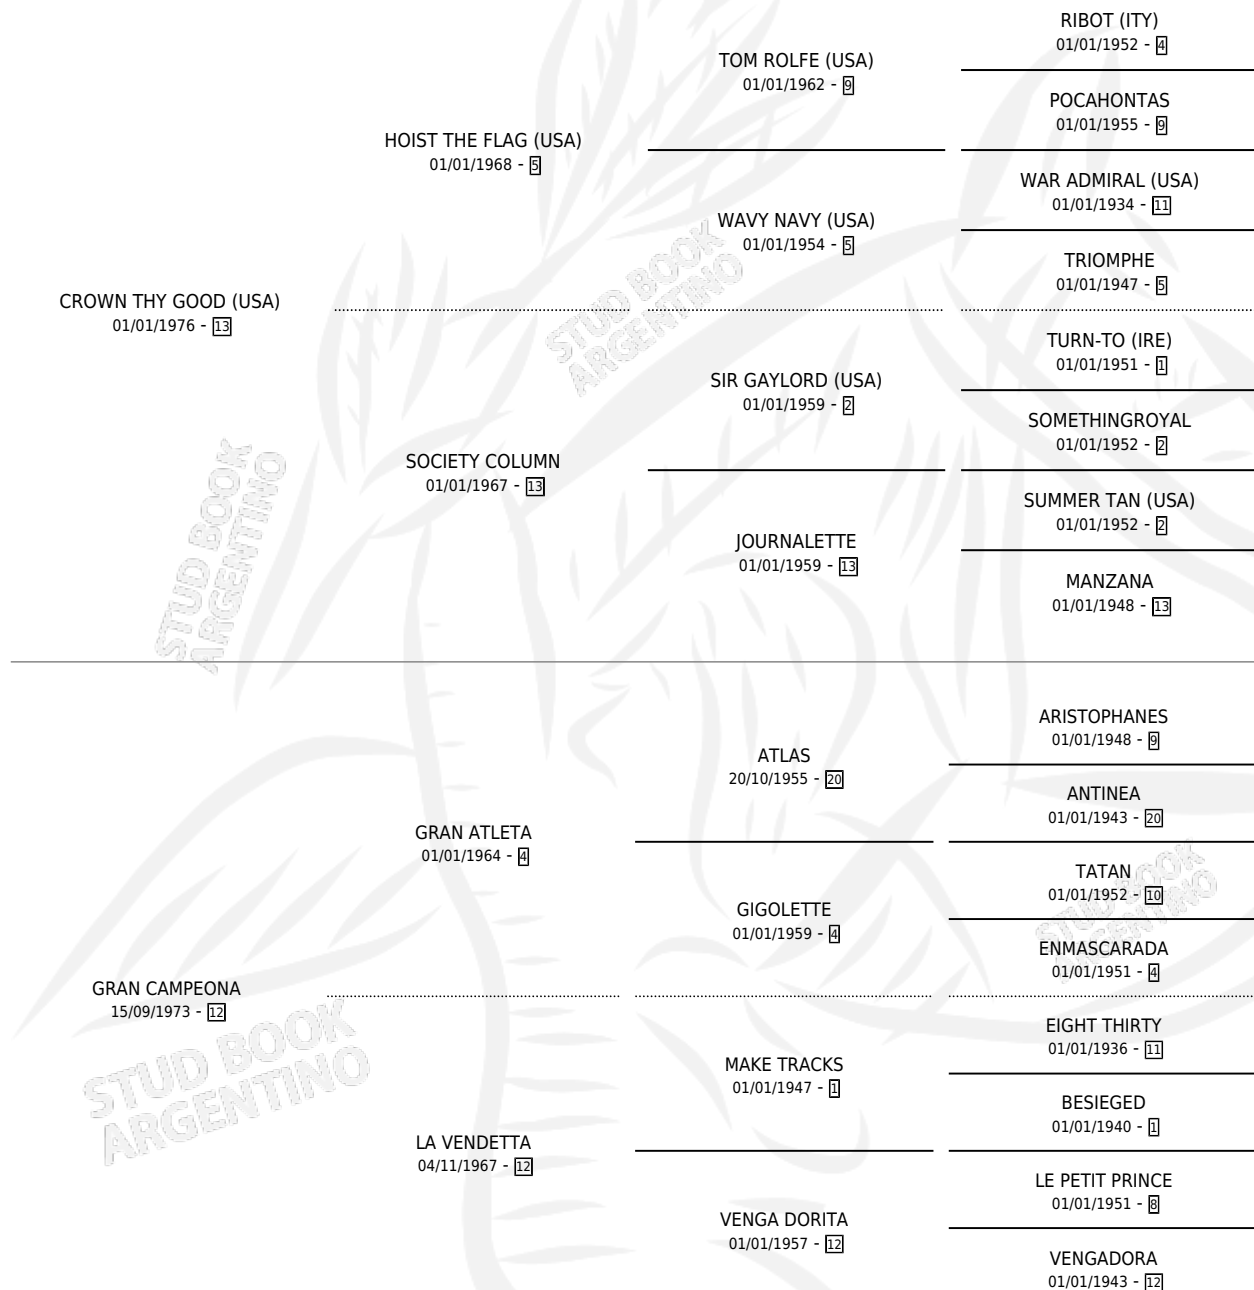 RIBOT (ITY)
01/01/1952 - 4
TOM ROLFE (USA)
01/01/1962 - 9
POCAHONTAS
01/01/1955 - 9
HOIST THE FLAG (USA)
01/01/1968 - 5
WAR ADMIRAL (USA)
01/01/1934 - 11
WAVY NAVY (USA)
01/01/1954 - 5
TRIOMPHE
01/01/1947 - 5
CROWN THY GOOD (USA)
01/01/1976 - 13
TURN-TO (IRE)
01/01/1951 - 1
SIR GAYLORD (USA)
01/01/1959 - 2
SOMETHINGROYAL
01/01/1952 - 2
SOCIETY COLUMN
01/01/1967 - 13
SUMMER TAN (USA)
01/01/1952 - 2
JOURNALETTE
01/01/1959 - 13
MANZANA
01/01/1948 - 13
ARISTOPHANES
01/01/1948 - 9
ATLAS
20/10/1955 - 20
ANTINEA
01/01/1943 - 20
GRAN ATLETA
01/01/1964 - 4
TATAN
01/01/1952 - 10
GIGOLETTE
01/01/1959 - 4
ENMASCARADA
01/01/1951 - 4
GRAN CAMPEONA
15/09/1973 - 12
EIGHT THIRTY
01/01/1936 - 11
MAKE TRACKS
01/01/1947 - 1
BESIEGED
01/01/1940 - 1
LA VENDETTA
04/11/1967 - 12
LE PETIT PRINCE
01/01/1951 - 8
VENGA DORITA
01/01/1957 - 12
VENGADORA
01/01/1943 - 12
STUD BOOK
ARGENTINO
STUD BOOK
ARGENTINO
STUD BOOK
ARGENTINO
STUD BOOK
ARGENTINO